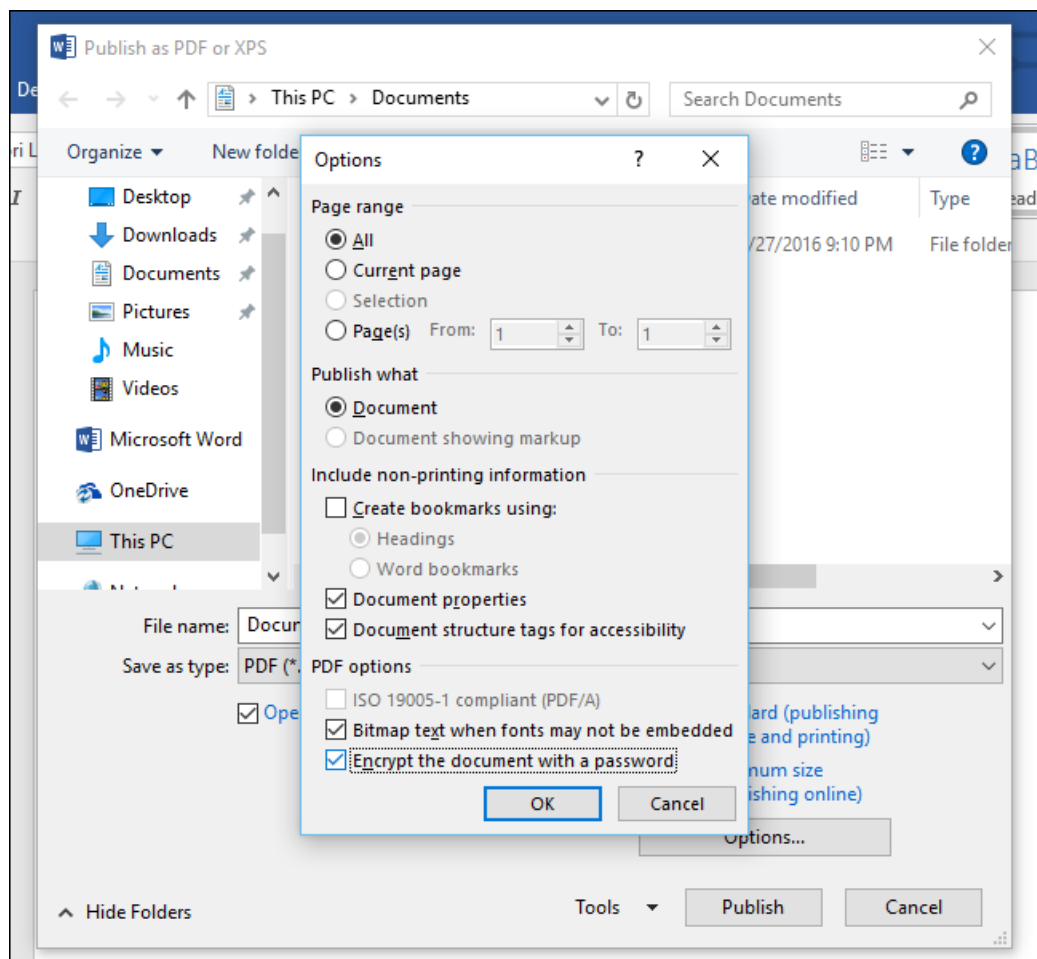 Publish as PDF or XPS
This PC > Documents
Search Documents
Organize
New folde
Options ?
Page range
All
Current page
Selection
Page(s) From: 1 To: 1
Publish what
Document
Document showing markup
Include non-printing information
Create bookmarks using:
Headings
Word bookmarks
Document properties
Document structure tags for accessibility
PDF options
ISO 19005-1 compliant (PDF/A)
Bitmap text when fonts may not be embedded
Encrypt the document with a password
OK Cancel
ate modified Type
/27/2016 9:10 PM File folder
Desktop
Downloads
Documents
Pictures
Music
Videos
Microsoft Word
OneDrive
This PC
File name: Docum
Save as type: PDF (*.
Ope
ard (publishing
e and printing)
num size
ishing online)
Options...
Hide Folders
Tools Publish Cancel